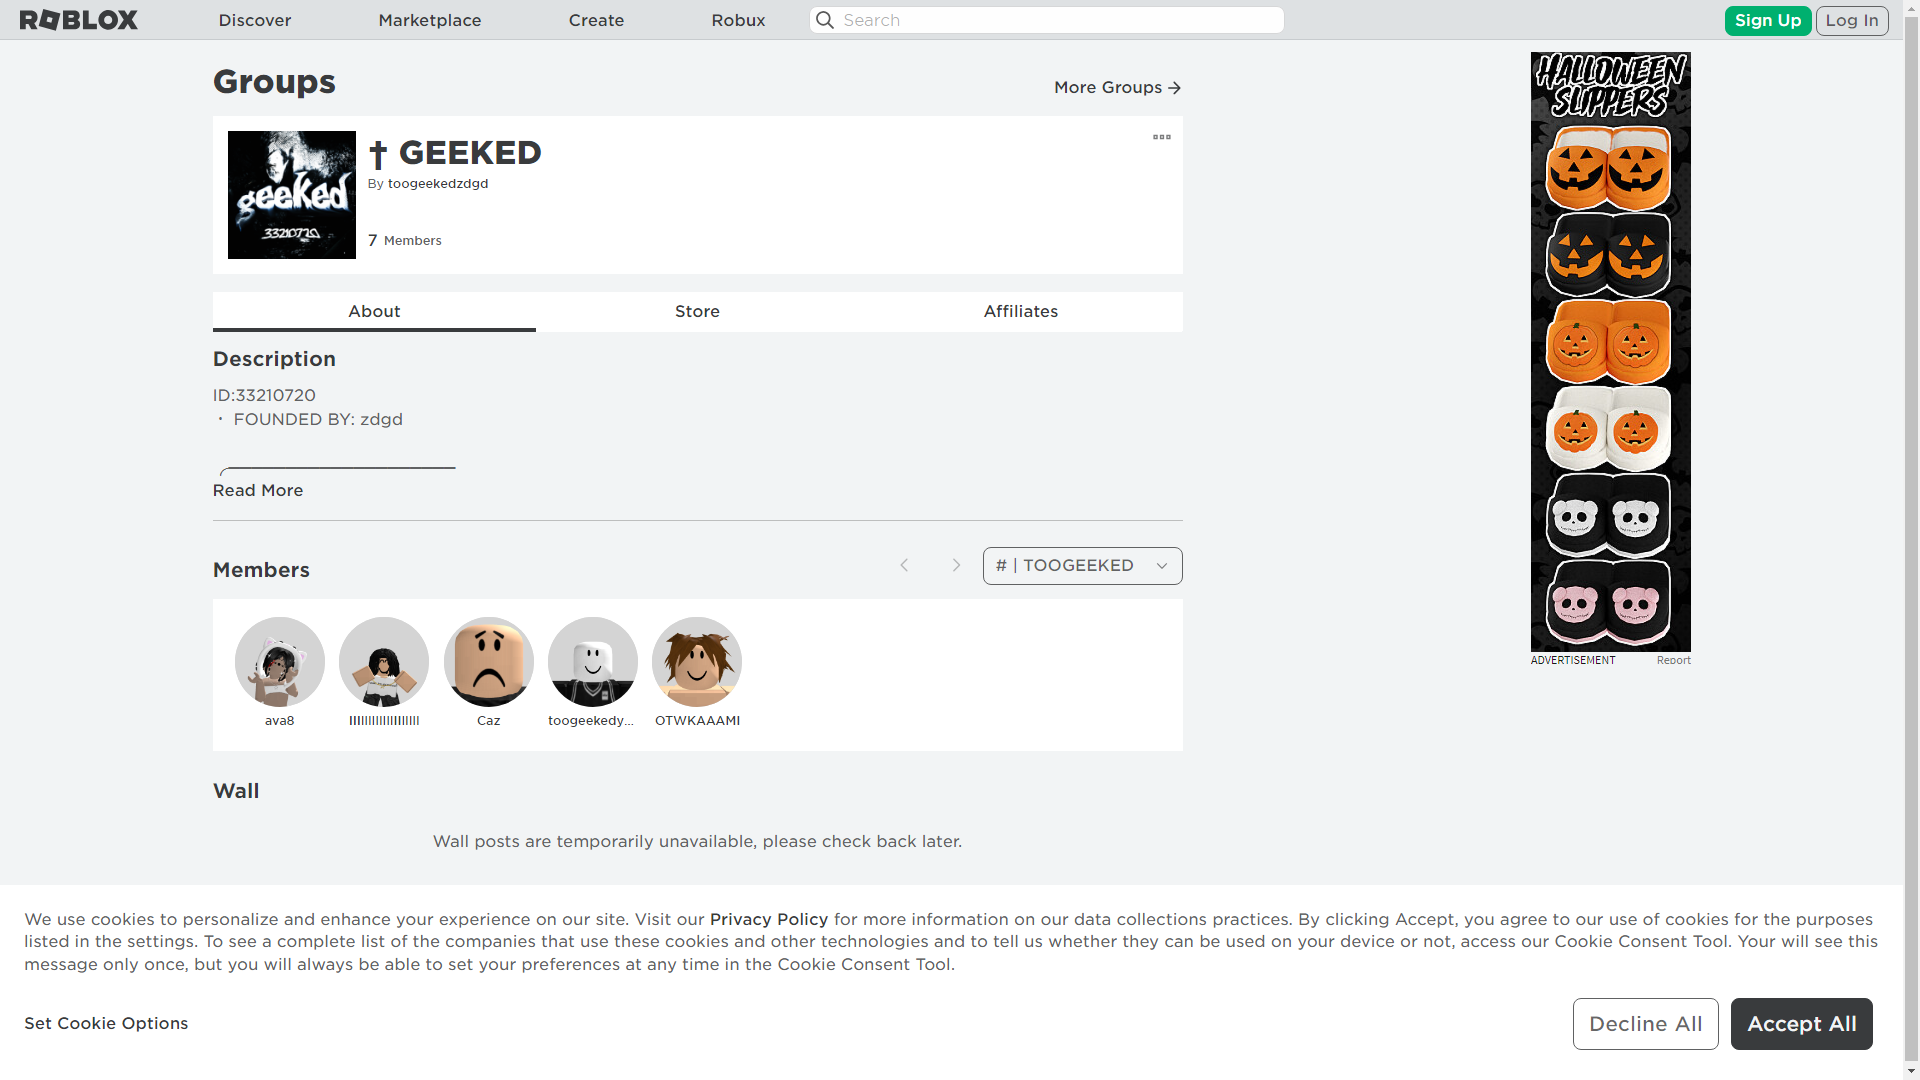 ROBLOX
Discover
Marketplace
Create
Robux
Search
Sign Up
Log In
Groups
More Groups
geeked
33210720
† GEEKED
By toogeekedzdgd
7 Members
About
Store
Affiliates
Description
ID:33210720
・ FOUNDED BY: zdgd
Read More
Members
# | TOOGEEKED
ava8
Caz
toogeekedy...
OTWKAAAMI
Wall
Wall posts are temporarily unavailable, please check back later.
HALLOWEEN
SLIPPERS
ADVERTISEMENT
Report
We use cookies to personalize and enhance your experience on our site. Visit our Privacy Policy for more information on our data collections practices. By clicking Accept, you agree to our use of cookies for the purposes
listed in the settings. To see a complete list of the companies that use these cookies and other technologies and to tell us whether they can be used on your device or not, access our Cookie Consent Tool. Your will see this
message only once, but you will always be able to set your preferences at any time in the Cookie Consent Tool.
Set Cookie Options
Decline All
Accept All